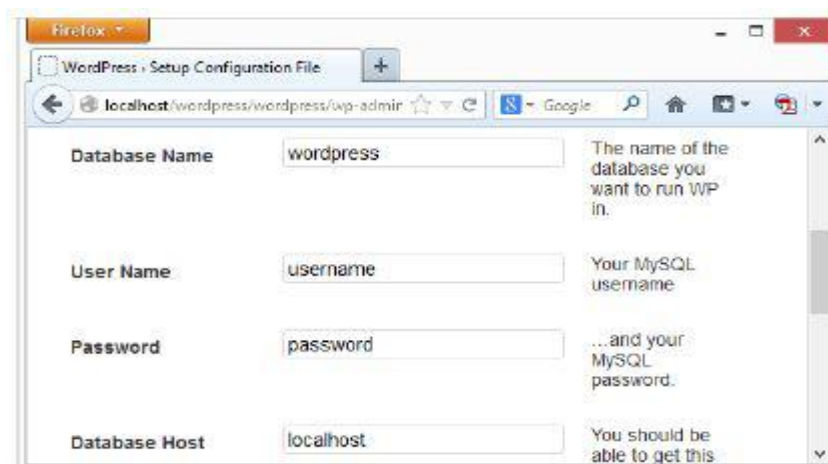 Firefox
WordPress › Setup Configuration File
localhost/wordpress/wordpress/wp-admir
Google
Database Name
wordpress
The name of the
database you
want to run WP
in.
User Name
username
Your MySQL
username
Password
password
…and your
MySQL
password.
Database Host
localhost
You should be
able to get this